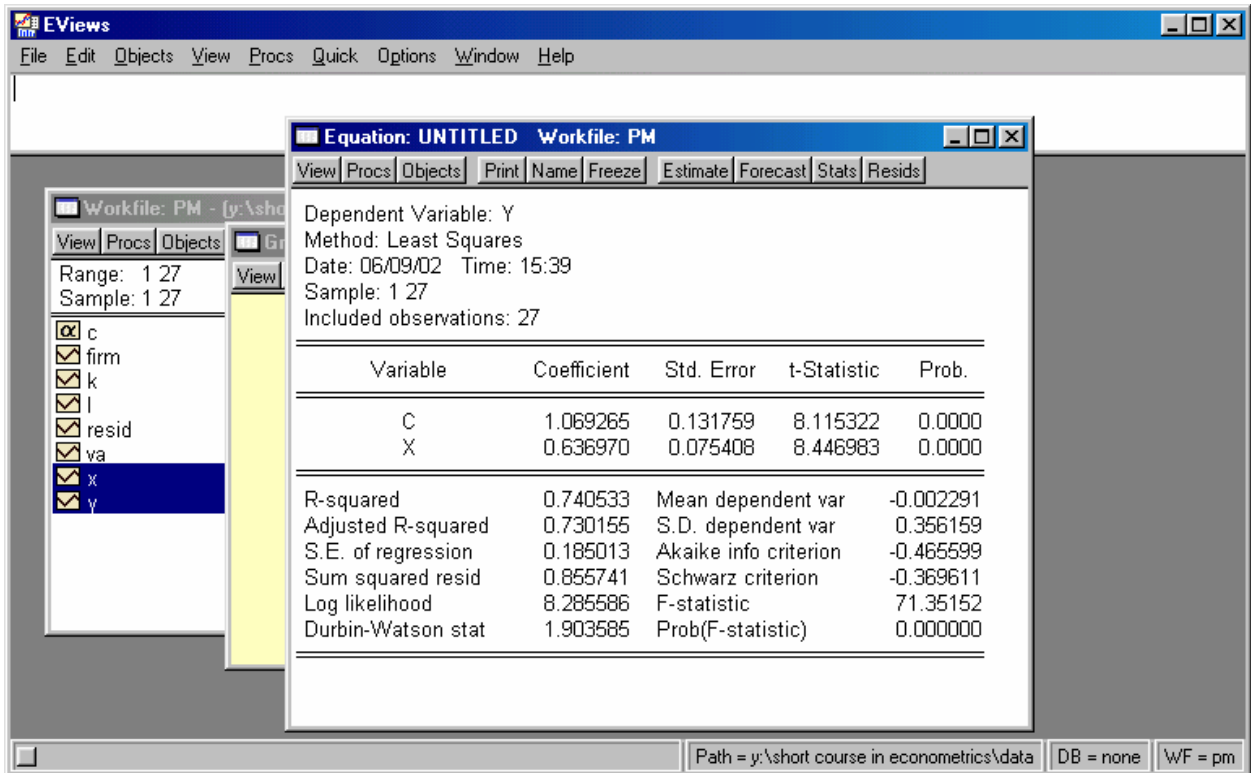 EViews
File Edit Objects View Procs Quick Options Window Help
Equation: UNTITLED Workfile: PM
View Procs Objects Print Name Freeze Estimate Forecast Stats Resids
Dependent Variable: Y
Method: Least Squares
Date: 06/09/02 Time: 15:39
Sample: 1 27
Included observations: 27
Variable Coefficient Std. Error t-Statistic Prob.
C 1.069265 0.131759 8.115322 0.0000
X 0.636970 0.075408 8.446983 0.0000
R-squared 0.740533 Mean dependent var -0.002291
Adjusted R-squared 0.730155 S.D. dependent var 0.356159
S.E. of regression 0.185013 Akaike info criterion -0.465599
Sum squared resid 0.855741 Schwarz criterion -0.369611
Log likelihood 8.285586 F-statistic 71.35152
Durbin-Watson stat 1.903585 Prob(F-statistic) 0.000000
Workfile: PM - (y:\sho
View Procs Objects
Range: 1 27
Sample: 1 27
c
firm
k
l
resid
va
x
y
Gr
View
Path = y:\short course in econometrics\data DB = none WF = pm